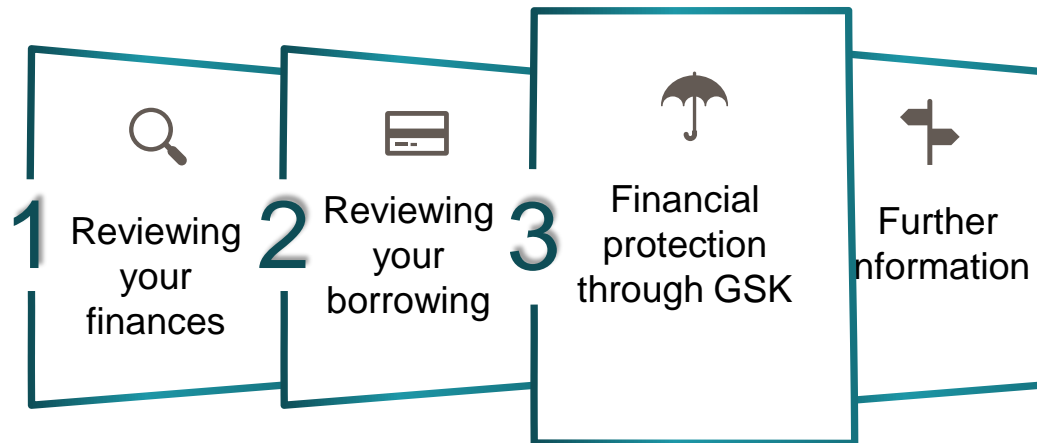 1
Reviewing
your
finances
2
Reviewing
your
borrowing
3
Financial
protection
through GSK
Further
nformation